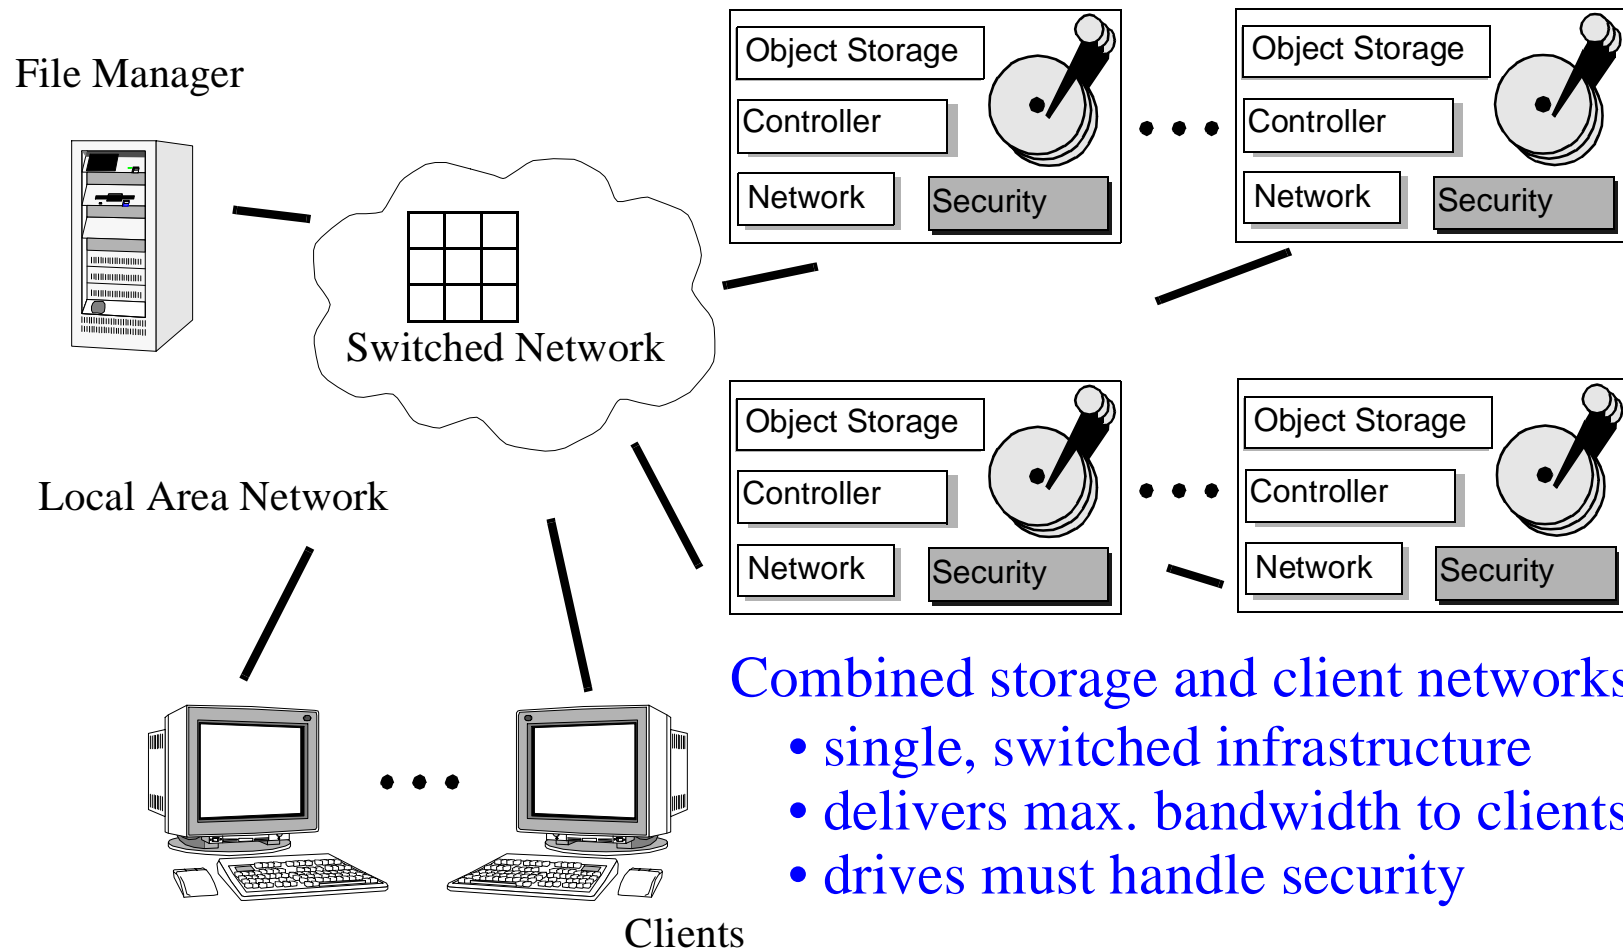 File Manager
Switched Network
Local Area Network
Clients
Object Storage
Controller
Network
Security
Object Storage
Controller
Network
Security
Object Storage
Controller
Network
Security
Object Storage
Controller
Network
Security
Combined storage and client networks
• single, switched infrastructure
• delivers max. bandwidth to clients
• drives must handle security